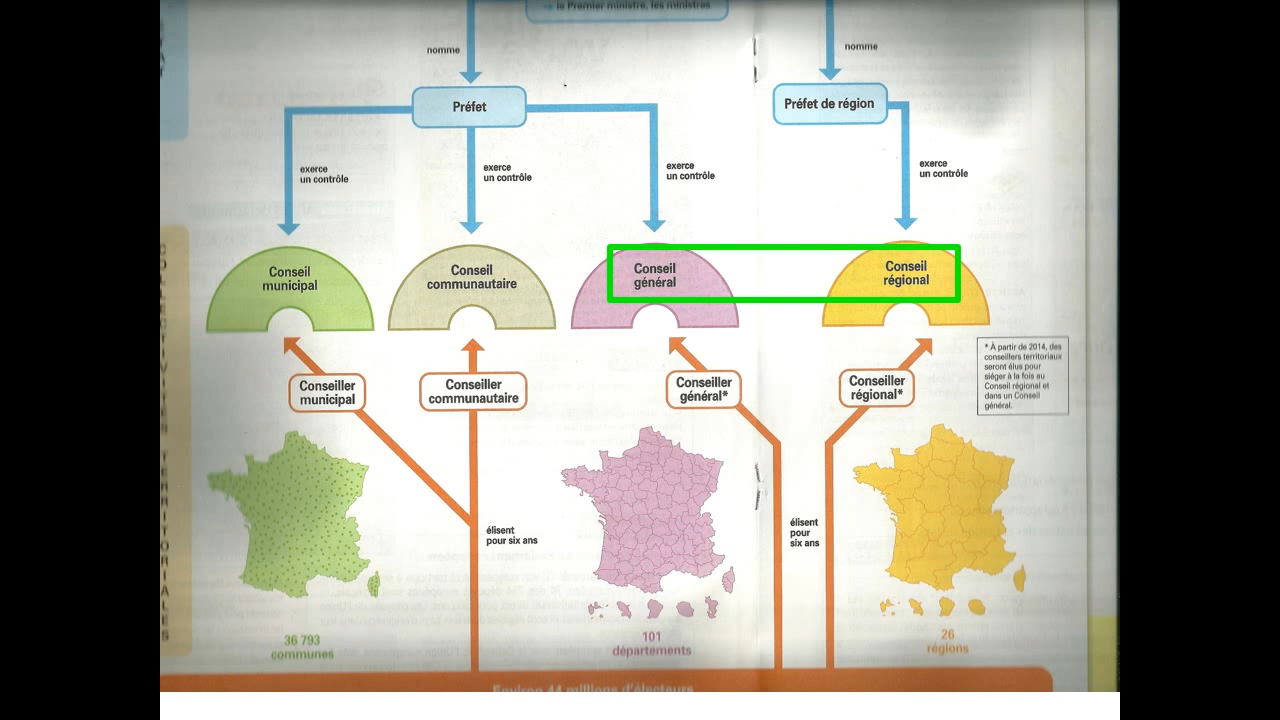 → le Premier ministre, les ministres
nomme
nomme
Préfet
Préfet de région
exerce
un contrôle
exerce
un contrôle
exerce
un contrôle
exerce
un contrôle
Conseil
municipal
Conseil
communautaire
Conseil
général
Conseil
régional
* À partir de 2014, des
conseillers territoriaux
seront élus pour
siéger à la fois au
Conseil régional et
dans un Conseil
général.
Conseiller
municipal
Conseiller
communautaire
Conseiller
général*
Conseiller
régional*
élisent
pour six ans
élisent
pour
six ans
36 793
communes
101
départements
26
régions
Environ 44 millions d'électeurs